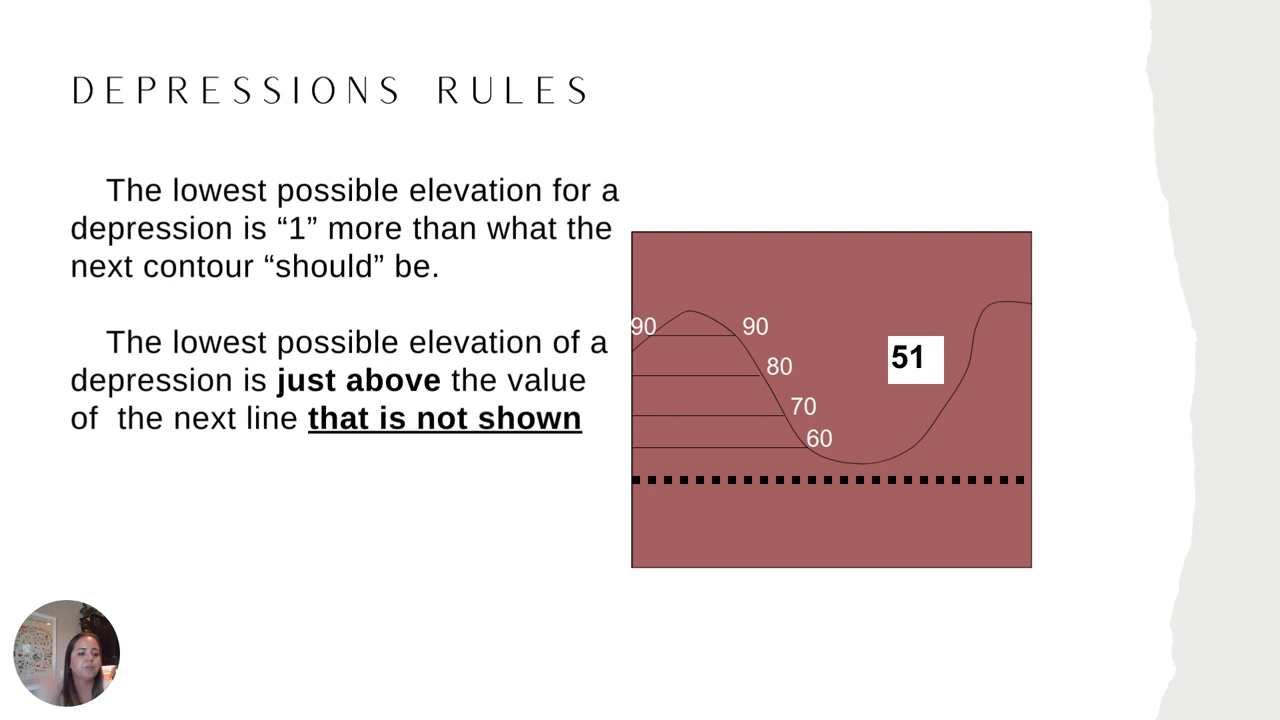 DEPRESSIONS RULES
The lowest possible elevation for a
depression is “1” more than what the
next contour “should” be.
The lowest possible elevation of a
depression is just above the value
of  the next line that is not shown
90
90
80
70
60
51